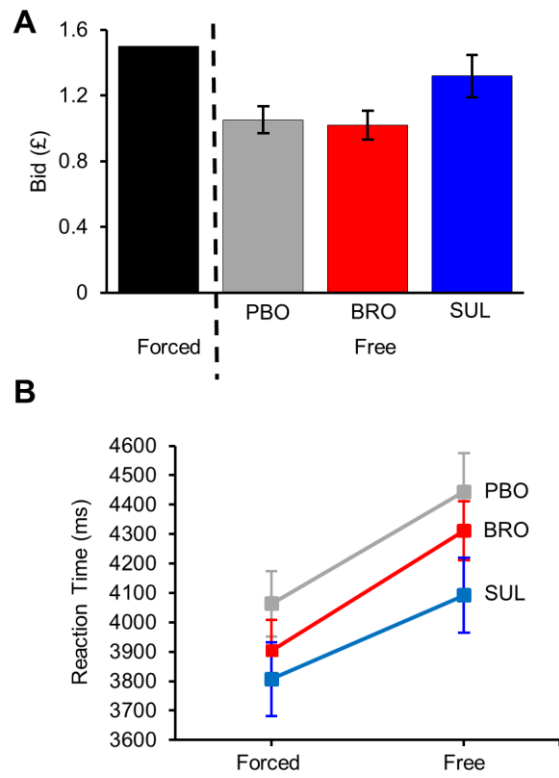 A
1.6
1.2
0.8
0.4
0
Bid (£)
PBO BRO SUL
Forced Free
B
4600
4500
4400
4300
4200
4100
4000
3900
3800
3700
3600
Reaction Time (ms)
PBO
BRO
SUL
Forced Free